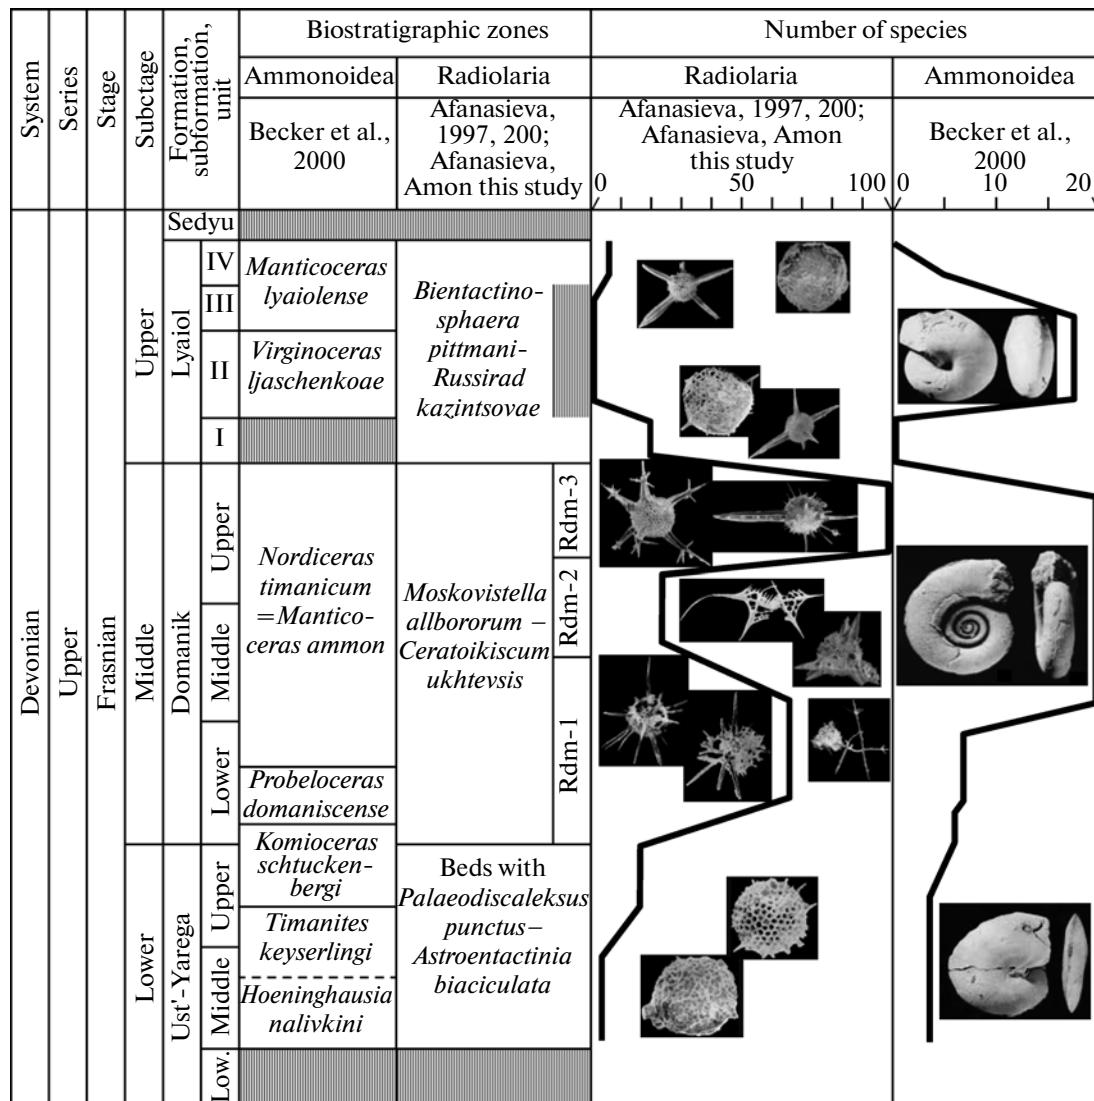 System
Series
Stage
Subctage
Formation,
subformation,
unit
Biostratigraphic zones
Number of species
Ammonoidea
Radiolaria
Radiolaria
Ammonoidea
Becker et al.,
2000
Afanasieva,
1997, 200;
Afanasieva,
Amon this study
Afanasieva, 1997, 200;
Afanasieva, Amon
this study
Becker et al.,
2000
0 50 100
0 10 20
Devonian
Upper
Frasnian
Upper
Middle
Lower
Sedyu
Lyaiol
Domanik
Ust'-Yarega
IV
III
II
I
Upper
Middle
Lower
Upper
Middle
Low.
Manticoceras
lyaiolense
Virginoceras
ljaschenkoae
Nordiceras
timanicum
=Mantico-
ceras ammon
Probeloceras
domaniscense
Komioceras
schtucken-
bergi
Timanites
keyserlingi
Hoeninghausia
nalivkini
Bientactino-
sphaera
pittmani-
Russirad
kazintsovae
Moskovistella
allbororum –
Ceratoikiscum
ukhtevsis
Rdm-3
Rdm-2
Rdm-1
Beds with
Palaeodiscaleksus
punctus–
Astroentactinia
biaciculata